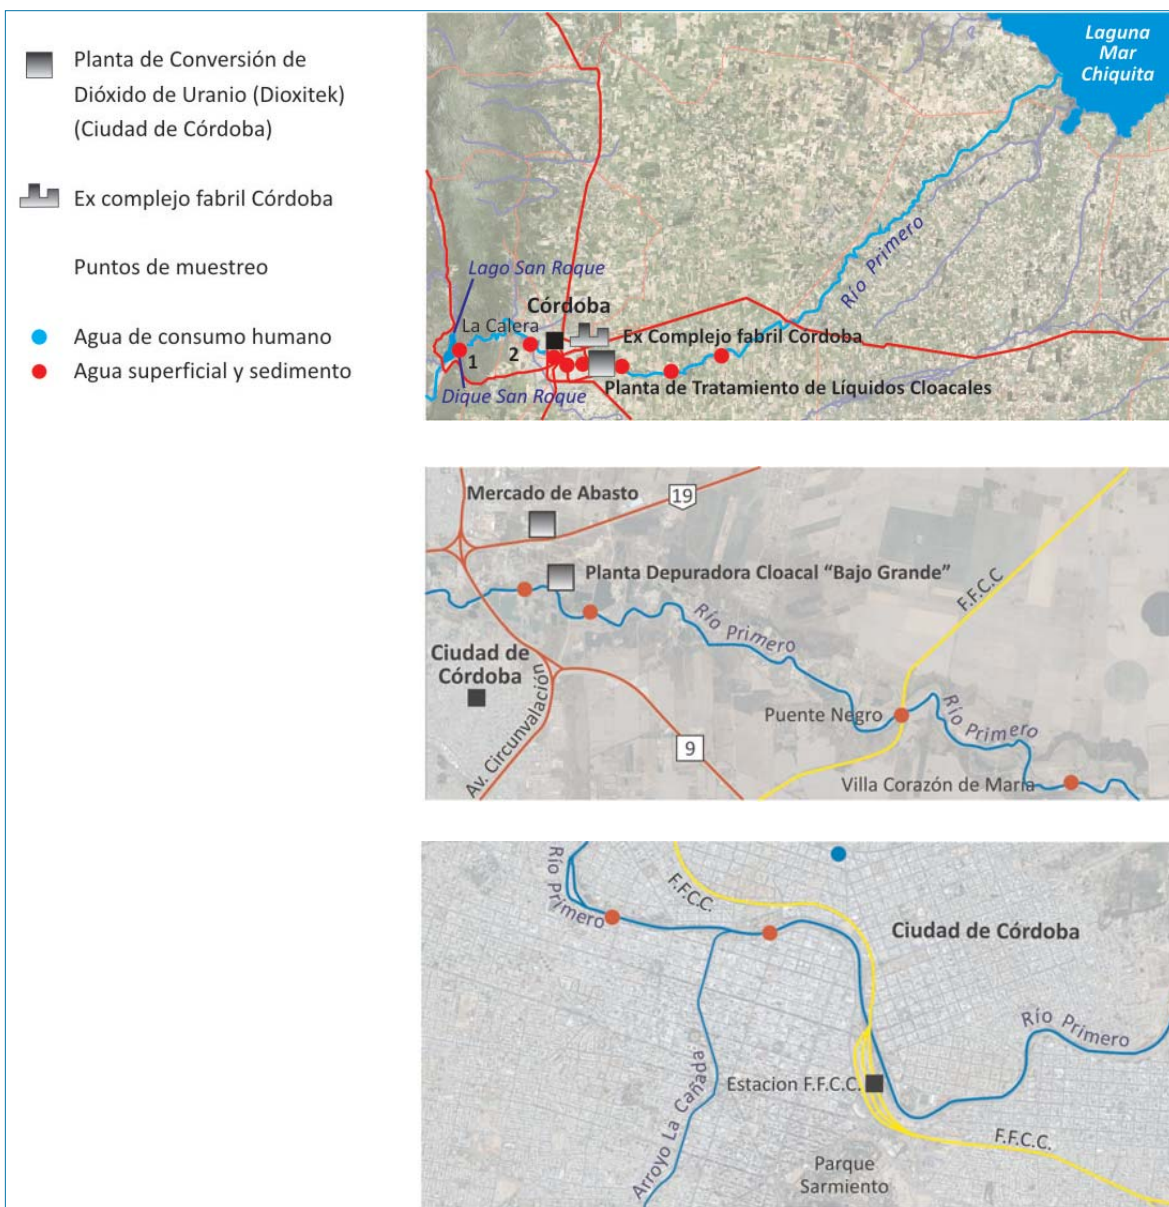 Planta de Conversión de
Dióxido de Uranio (Dioxitek)
(Ciudad de Córdoba)
Ex complejo fabril Córdoba
Puntos de muestreo
Agua de consumo humano
Agua superficial y sedimento
Laguna
Mar
Chiquita
Río Primero
Lago San Roque
Córdoba
La Calera
Ex Complejo fabril Córdoba
1
2
Planta de Tratamiento de Líquidos Cloacales
Dique San Roque
Mercado de Abasto
19
Planta Depuradora Cloacal “Bajo Grande”
F.F.C.C
Río Primero
Ciudad de
Córdoba
Av. Circunvalación
Puente Negro
Río Primero
9
Villa Corazón de María
Río Primero
F.F.C.C.
Ciudad de Córdoba
Río Primero
Arroyo La Cañada
Estacion F.F.C.C.
F.F.C.C.
Parque
Sarmiento